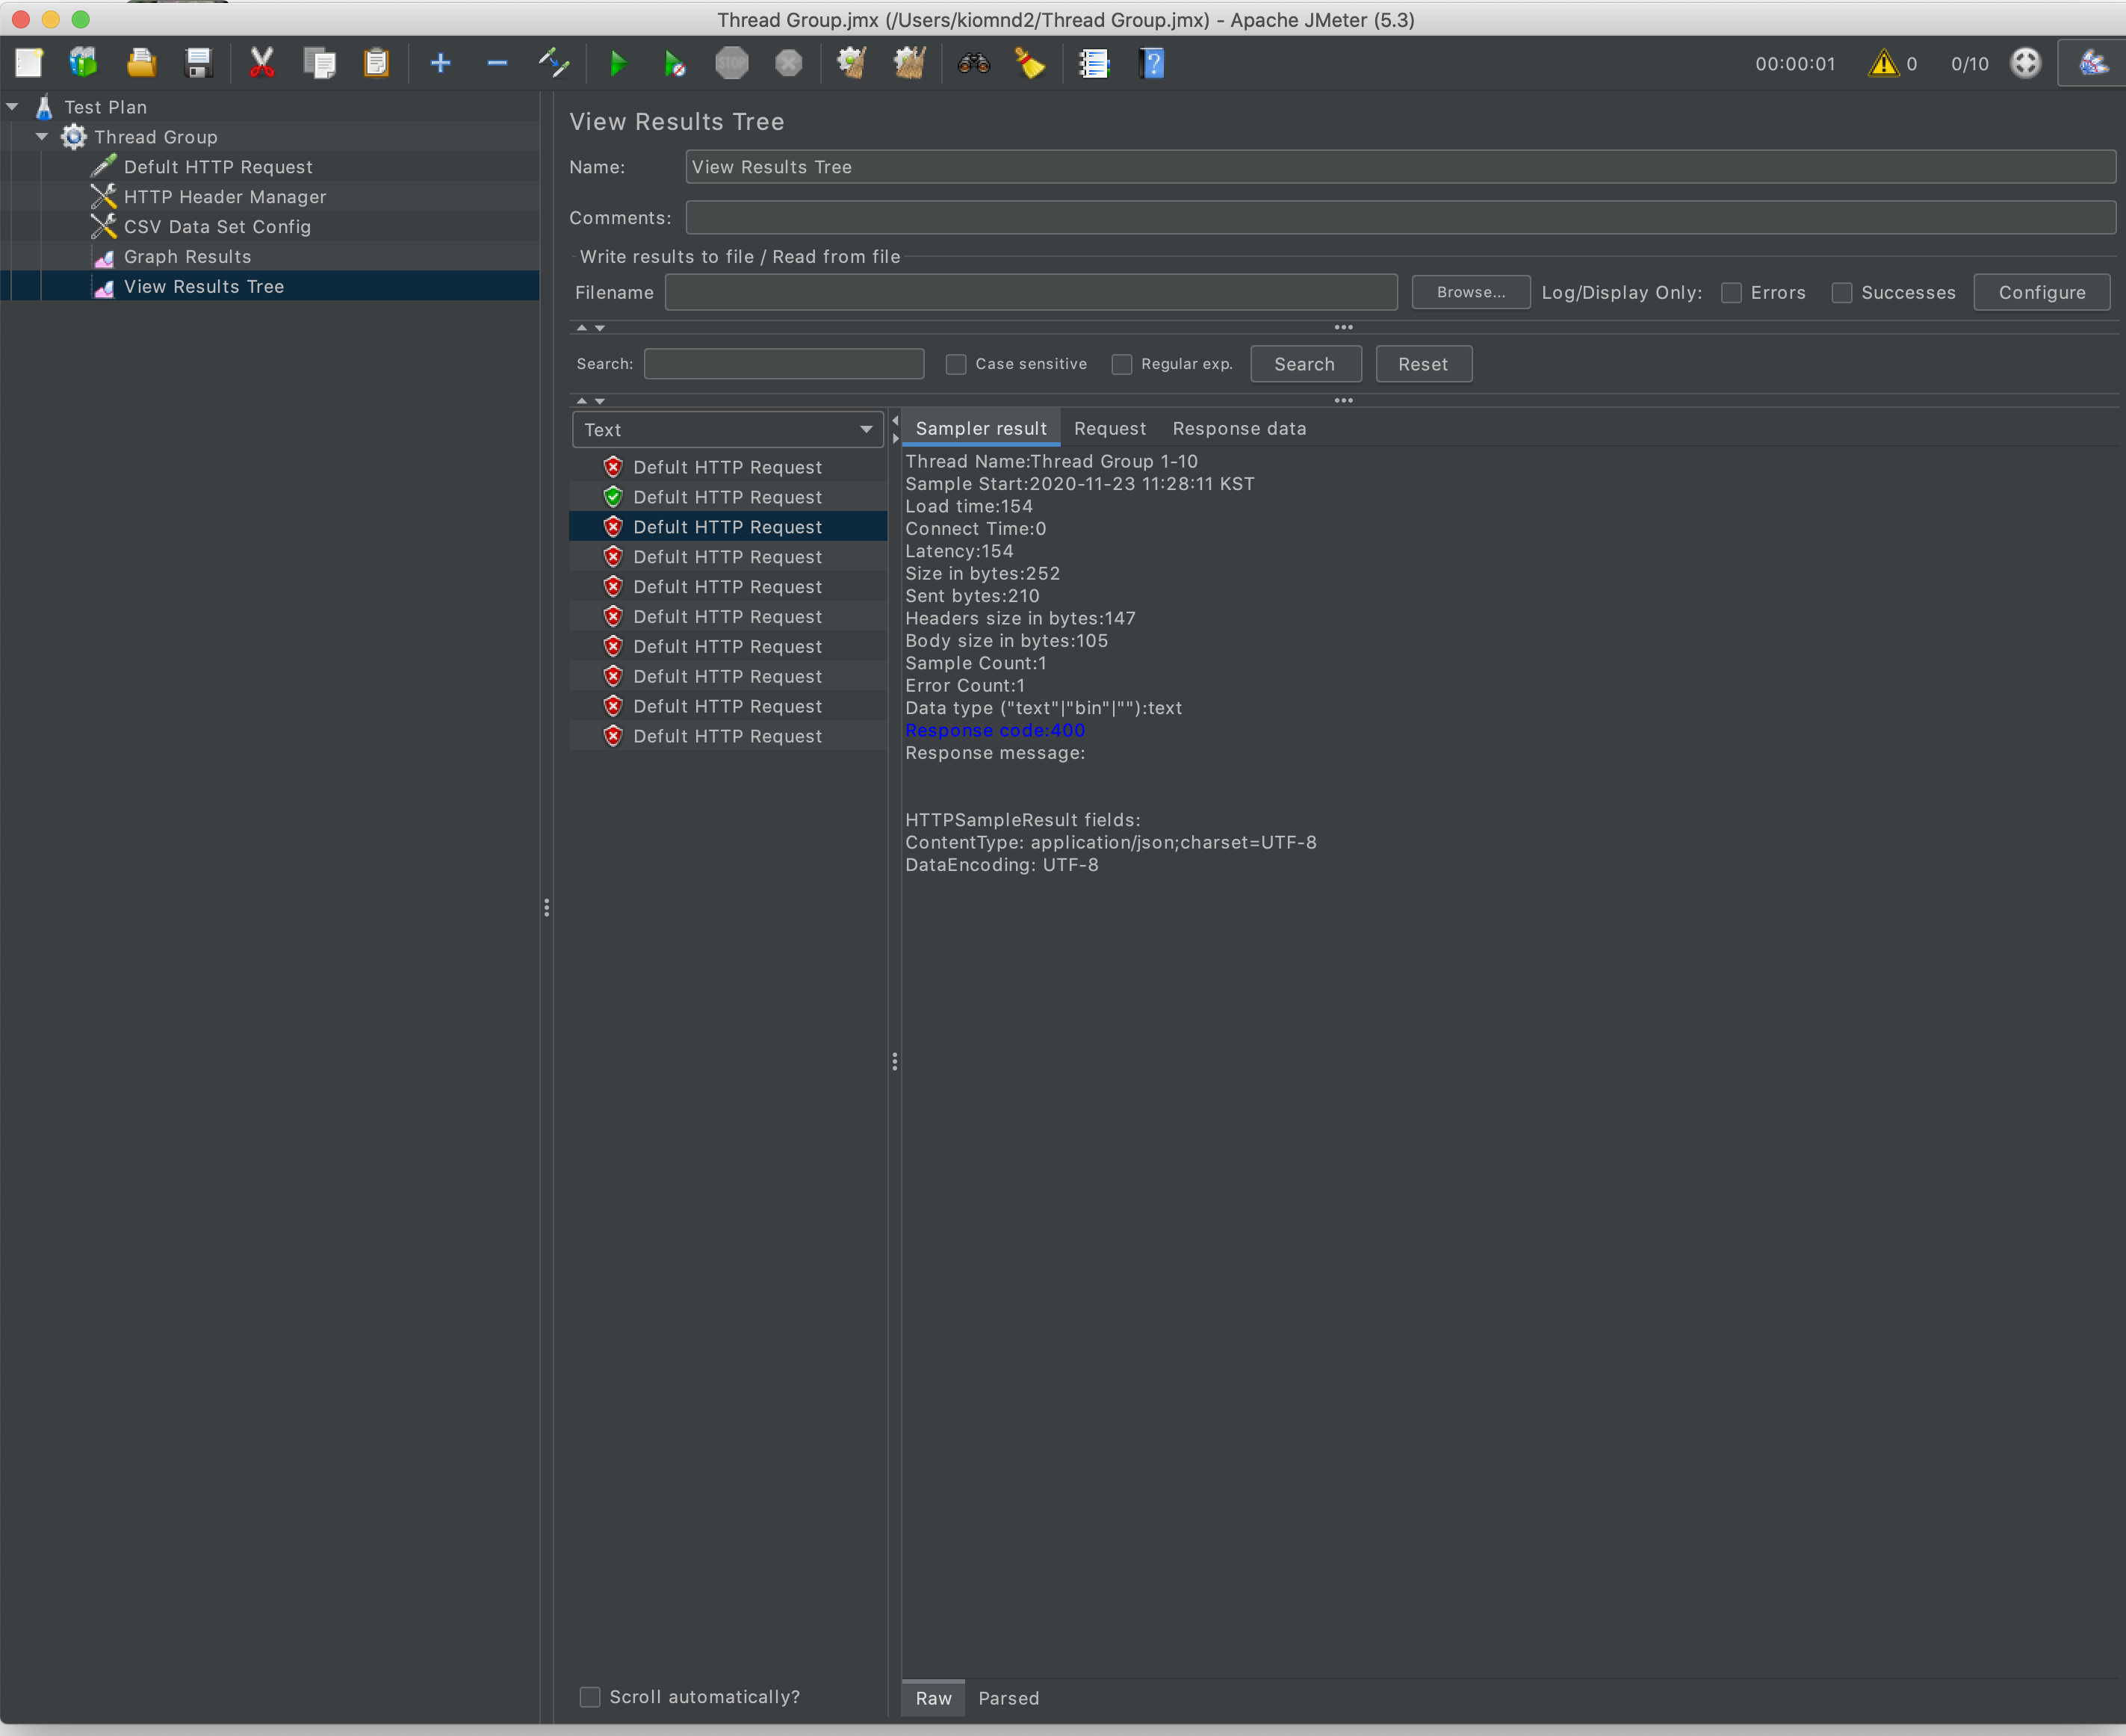 Thread Group.jmx (/Users/kiomnd2/Thread Group.jmx) - Apache JMeter (5.3)
STOP
?
00:00:01
0
0/10
Test Plan
Thread Group
Defult HTTP Request
HTTP Header Manager
CSV Data Set Config
Graph Results
View Results Tree
View Results Tree
Name: View Results Tree
Comments:
Write results to file / Read from file
Filename Browse... Log/Display Only: Errors Successes Configure
Search: Case sensitive Regular exp. Search Reset
Text
Defult HTTP Request
Defult HTTP Request
Defult HTTP Request
Defult HTTP Request
Defult HTTP Request
Defult HTTP Request
Defult HTTP Request
Defult HTTP Request
Defult HTTP Request
Defult HTTP Request
Scroll automatically?
Sampler result Request Response data
Thread Name:Thread Group 1-10
Sample Start:2020-11-23 11:28:11 KST
Load time:154
Connect Time:0
Latency:154
Size in bytes:252
Sent bytes:210
Headers size in bytes:147
Body size in bytes:105
Sample Count:1
Error Count:1
Data type ("text"|"bin"|""):text
Response code:400
Response message:
HTTPSampleResult fields:
ContentType: application/json;charset=UTF-8
DataEncoding: UTF-8
Raw Parsed